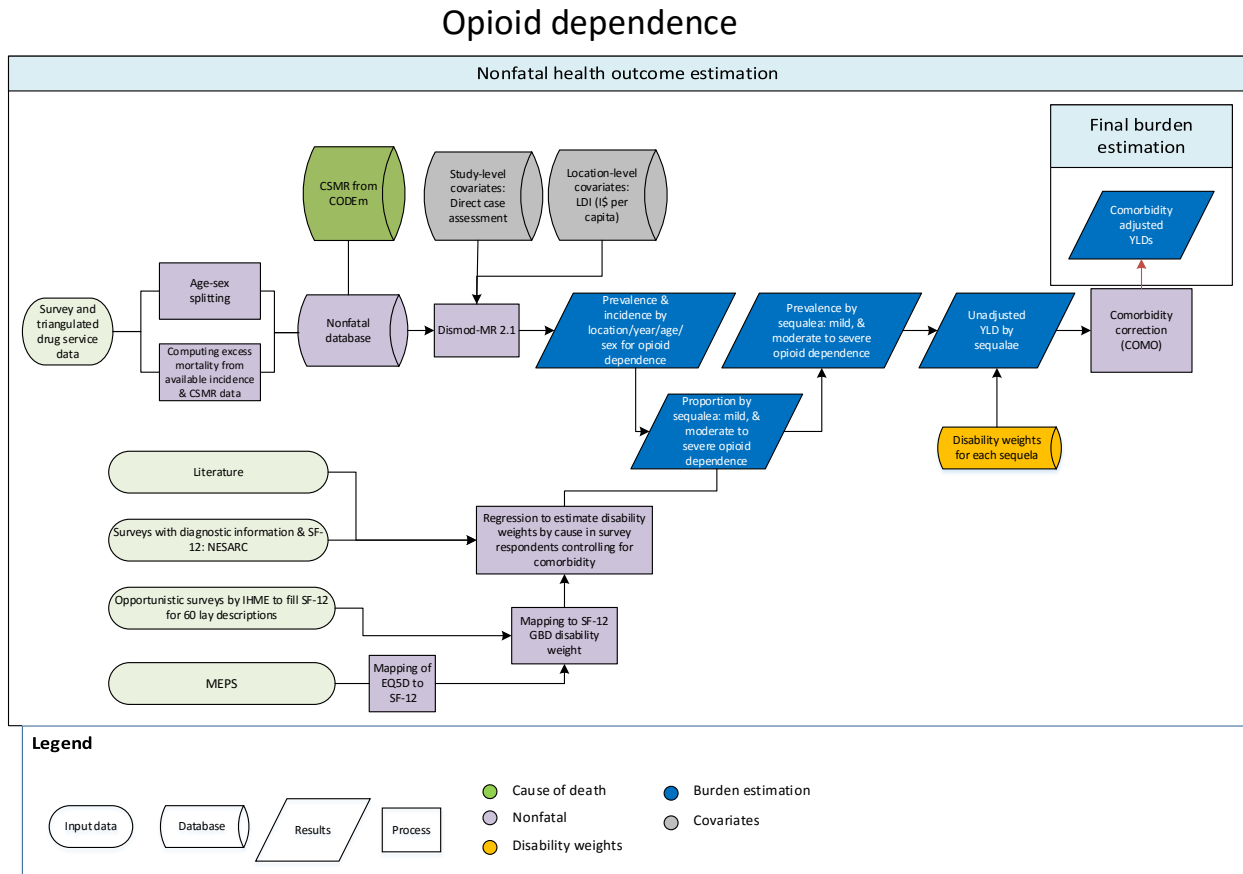 Opioid dependence
Nonfatal health outcome estimation
Final burden
estimation
CSMR from
CODEm
Study-level
covariates:
Direct case
assessment
Location-level
covariates:
LDI (I$ per
capita)
Comorbidity
adjusted
YLDs
Survey and
triangulated
drug service
data
Age-sex
splitting
Computing excess
mortality from
available incidence
& CSMR data
Nonfatal
database
Dismod-MR 2.1
Prevalence &
incidence by
location/year/age/
sex for opioid
dependence
Prevalence by
sequalea: mild, &
moderate to severe
opioid dependence
Unadjusted
YLD by
sequalae
Comorbidity
correction
(COMO)
Proportion by
sequalea: mild, &
moderate to
severe opioid
dependence
Disability weights
for each sequela
Literature
Surveys with diagnostic information & SF-
12: NESARC
Regression to estimate disability
weights by cause in survey
respondents controlling for
comorbidity
Opportunistic surveys by IHME to fill SF-12
for 60 lay descriptions
Mapping to SF-12
GBD disability
weight
MEPS
Mapping of
EQ5D to
SF-12
Legend
Input data
Database
Results
Process
Cause of death
Nonfatal
Disability weights
Burden estimation
Covariates